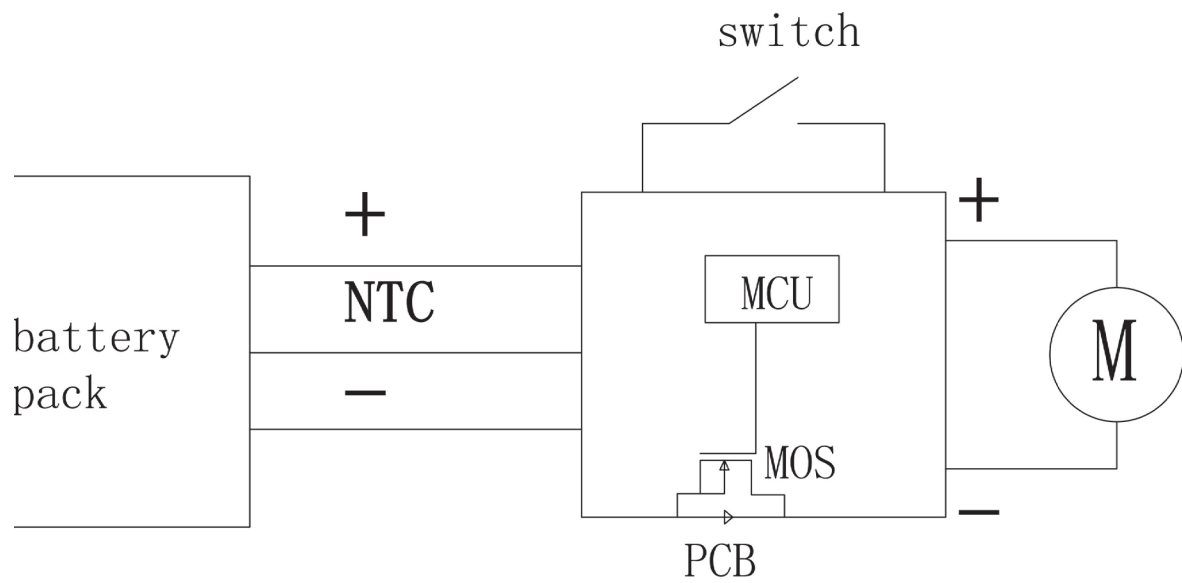 switch
+
+
NTC
MCU
battery
pack
M
−
MOS
−
PCB